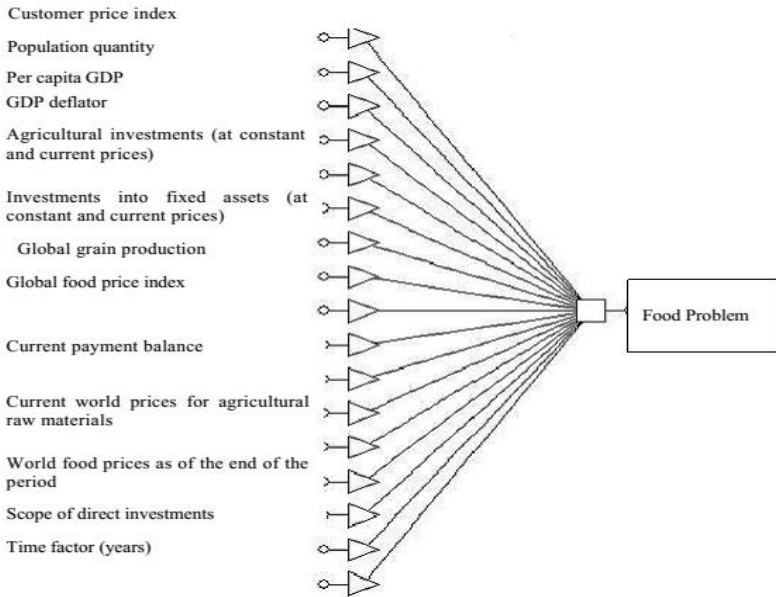 Customer price index
Population quantity
Per capita GDP
GDP deflator
Agricultural investments (at constant
and current prices)
Investments into fixed assets (at
constant and current prices)
Global grain production
Global food price index
Food Problem
Current payment balance
Current world prices for agricultural
raw materials
World food prices as of the end of the
period
Scope of direct investments
Time factor (years)